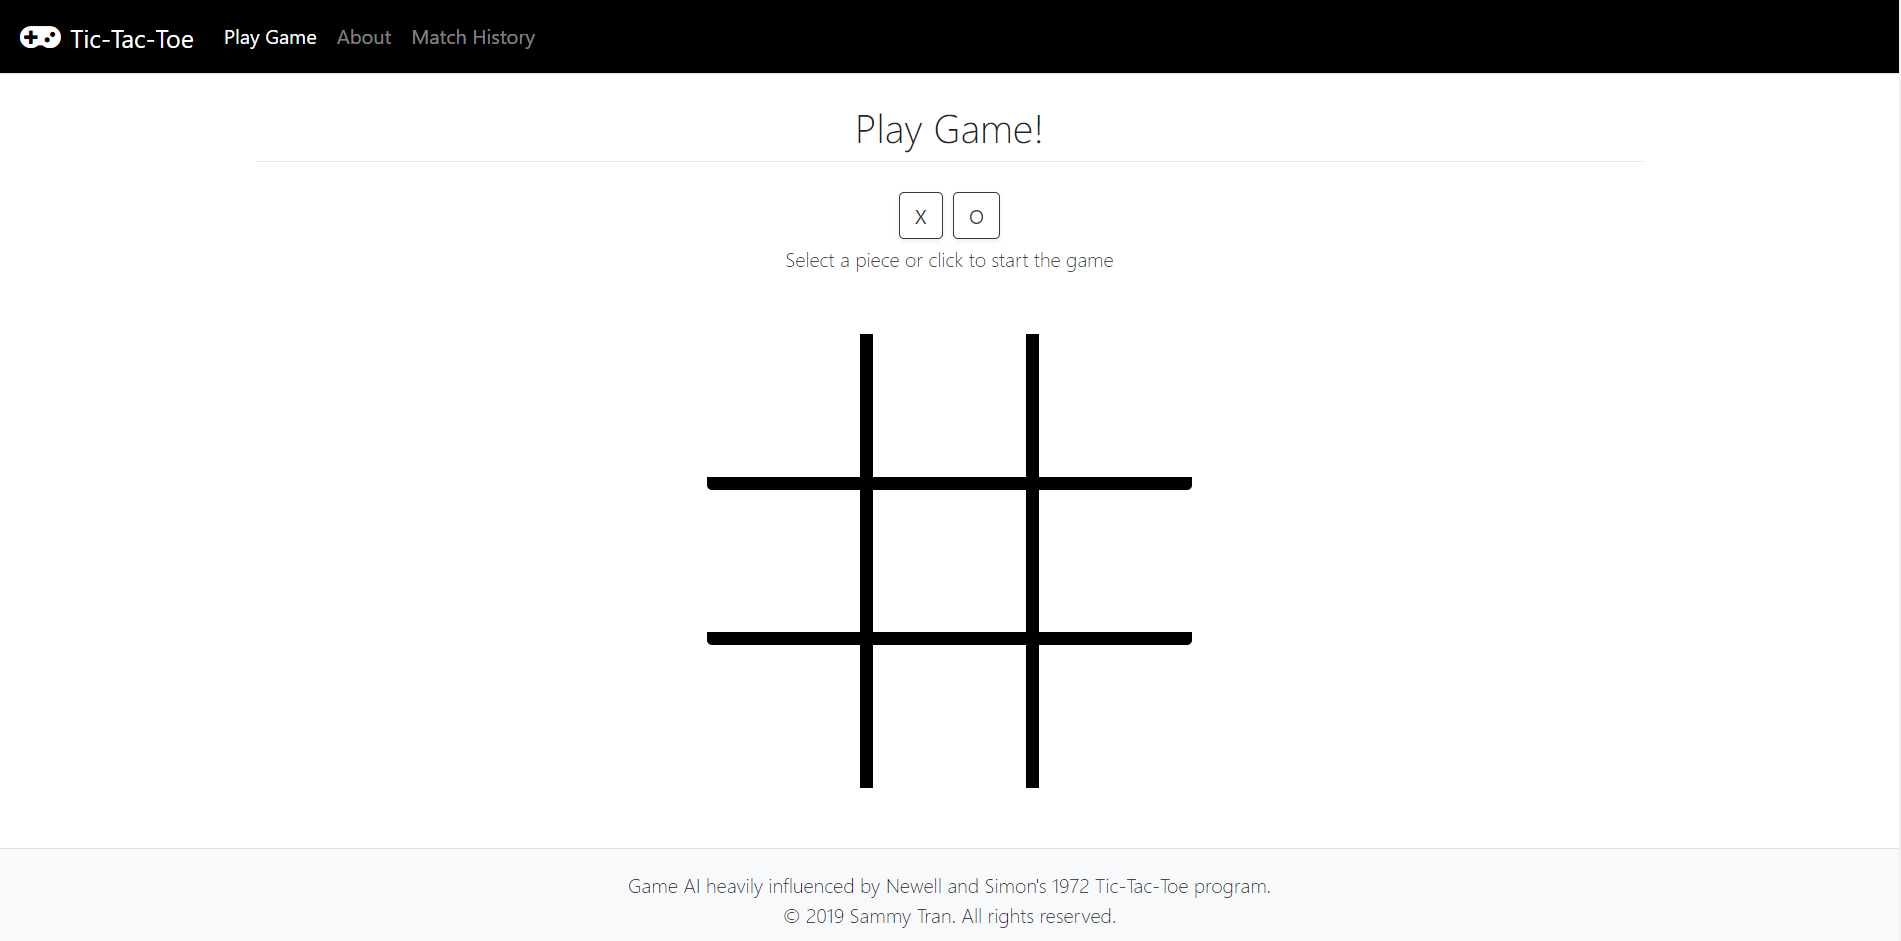 Tic-Tac-Toe Play Game About Match History
Play Game!
X O
Select a piece or click to start the game
Game AI heavily influenced by Newell and Simon's 1972 Tic-Tac-Toe program.
© 2019 Sammy Tran. All rights reserved.